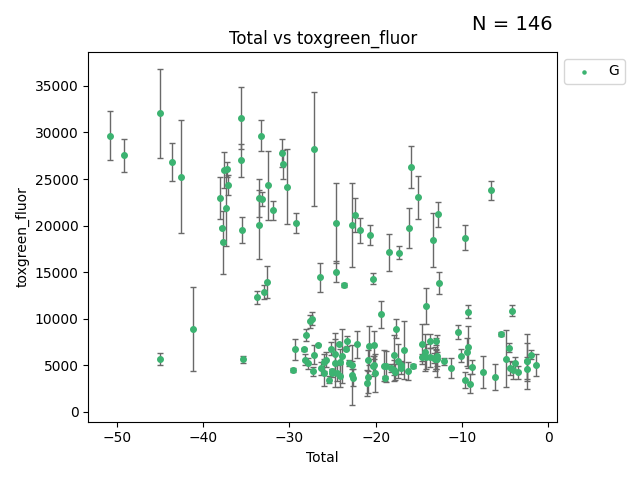 N = 146
Total vs toxgreen_fluor
G
toxgreen_fluor
35000
30000
25000
20000
15000
10000
5000
0
−50 −40 −30 −20 −10 0
Total